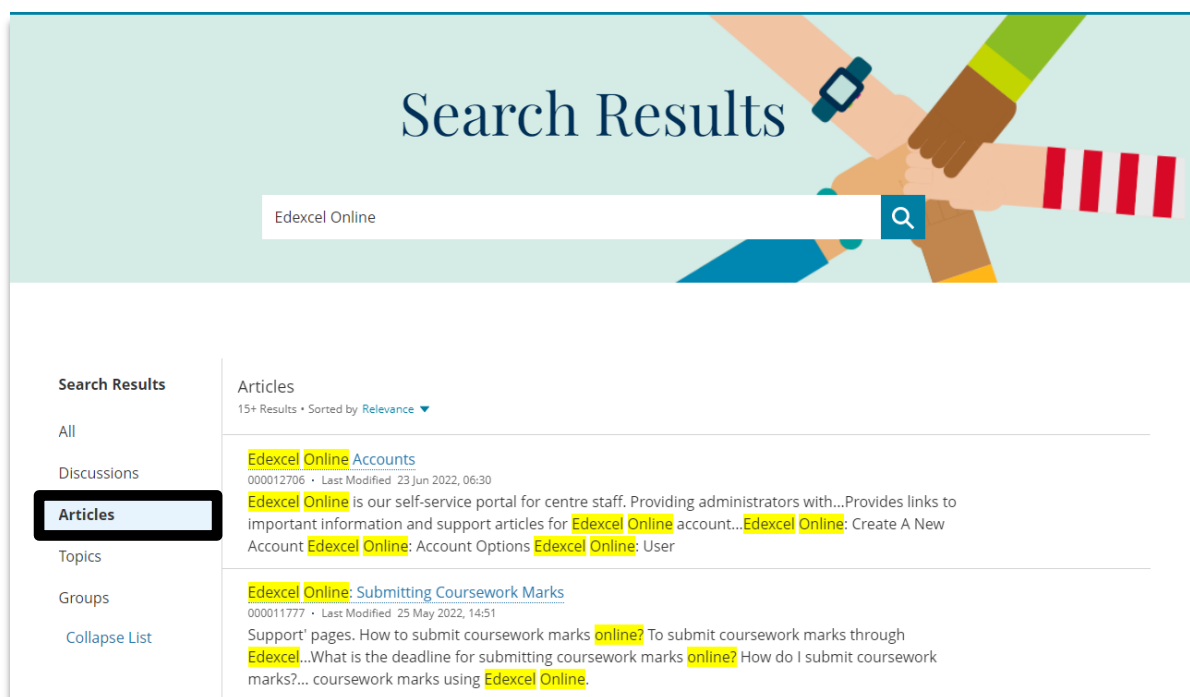 Search Results
Edexcel Online
Search Results
All
Discussions
Articles
Topics
Groups
Collapse List
Articles
15+ Results • Sorted by Relevance
Edexcel Online Accounts
000012706 • Last Modified 23 Jun 2022, 06:30
Edexcel Online is our self-service portal for centre staff. Providing administrators with...Provides links to
important information and support articles for Edexcel Online account...Edexcel Online: Create A New
Account Edexcel Online: Account Options Edexcel Online: User
Edexcel Online: Submitting Coursework Marks
000011777 • Last Modified 25 May 2022, 14:51
Support' pages. How to submit coursework marks online? To submit coursework marks through
Edexcel...What is the deadline for submitting coursework marks online? How do I submit coursework
marks?... coursework marks using Edexcel Online.